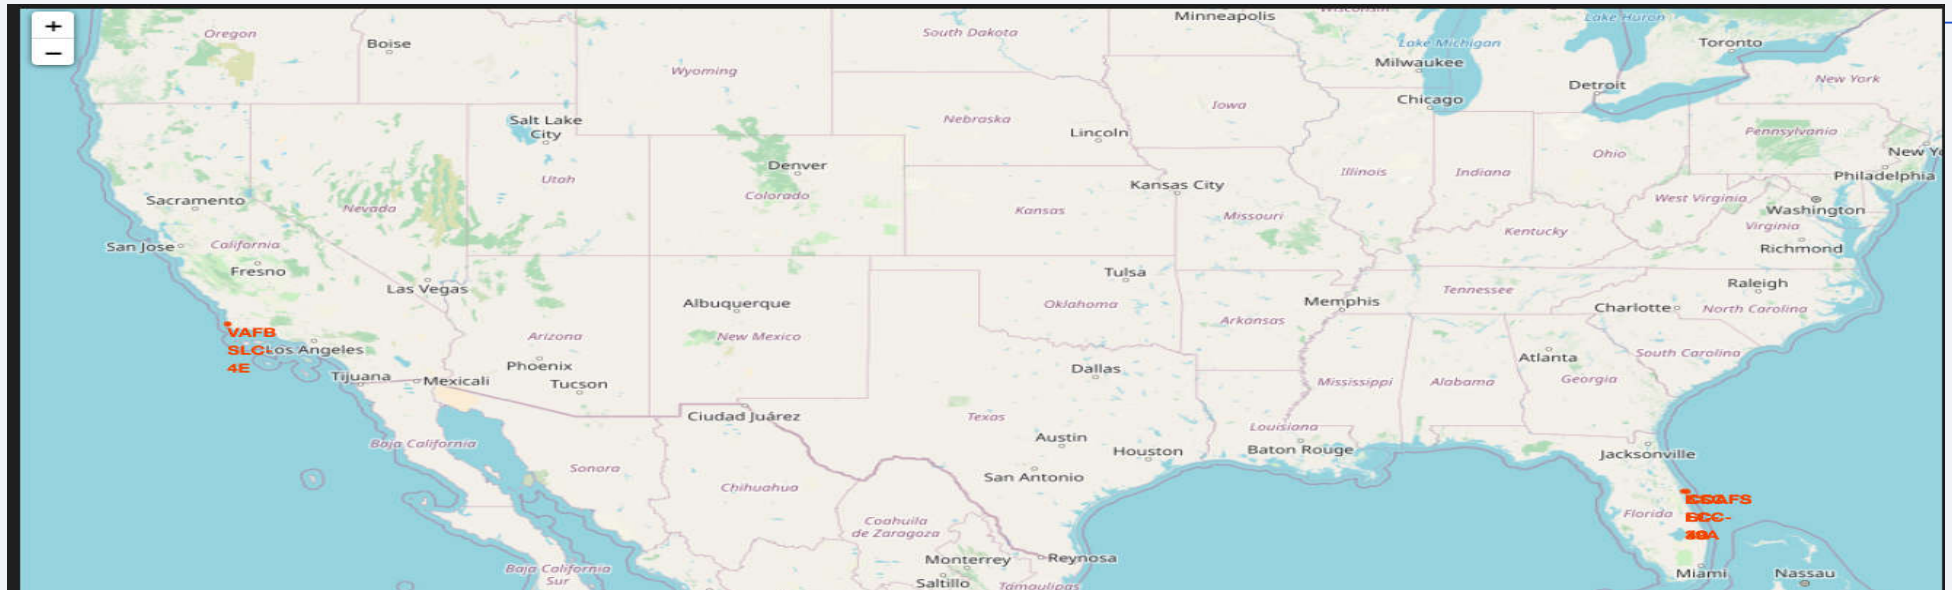 +
−
Oregon
Boise
Wyoming
South Dakota
Minneapolis
Wisconsin
Lake Michigan
Lake Huron
Toronto
Milwaukee
Detroit
New York
Chicago
Iowa
Nebraska
Lincoln
Salt Lake
City
Pennsylvania
New Y
Philadelphia
Denver
Colorado
Utah
Nevada
Sacramento
Kansas City
Kansas
Missouri
Illinois
Indiana
Ohio
West Virginia
Washington
Virginia
Richmond
Kentucky
San Jose
California
Fresno
Las Vegas
Albuquerque
New Mexico
Arizona
Tulsa
Oklahoma
Arkansas
Memphis
Tennessee
Charlotte
Raleigh
North Carolina
South Carolina
VAFB
SLC-
4E
Los Angeles
Tijuana
Mexicali
Phoenix
Tucson
Ciudad Juárez
Dallas
Texas
Mississippi
Alabama
Atlanta
Georgia
Louisiana
Baton Rouge
Austin
Houston
San Antonio
Jacksonville
Baja California
Sonora
Chihuahua
Coahuila
de Zaragoza
Florida
Monterrey
Reynosa
Saltillo
Tamaulipas
Baja California
Sur
Miami
Nassau